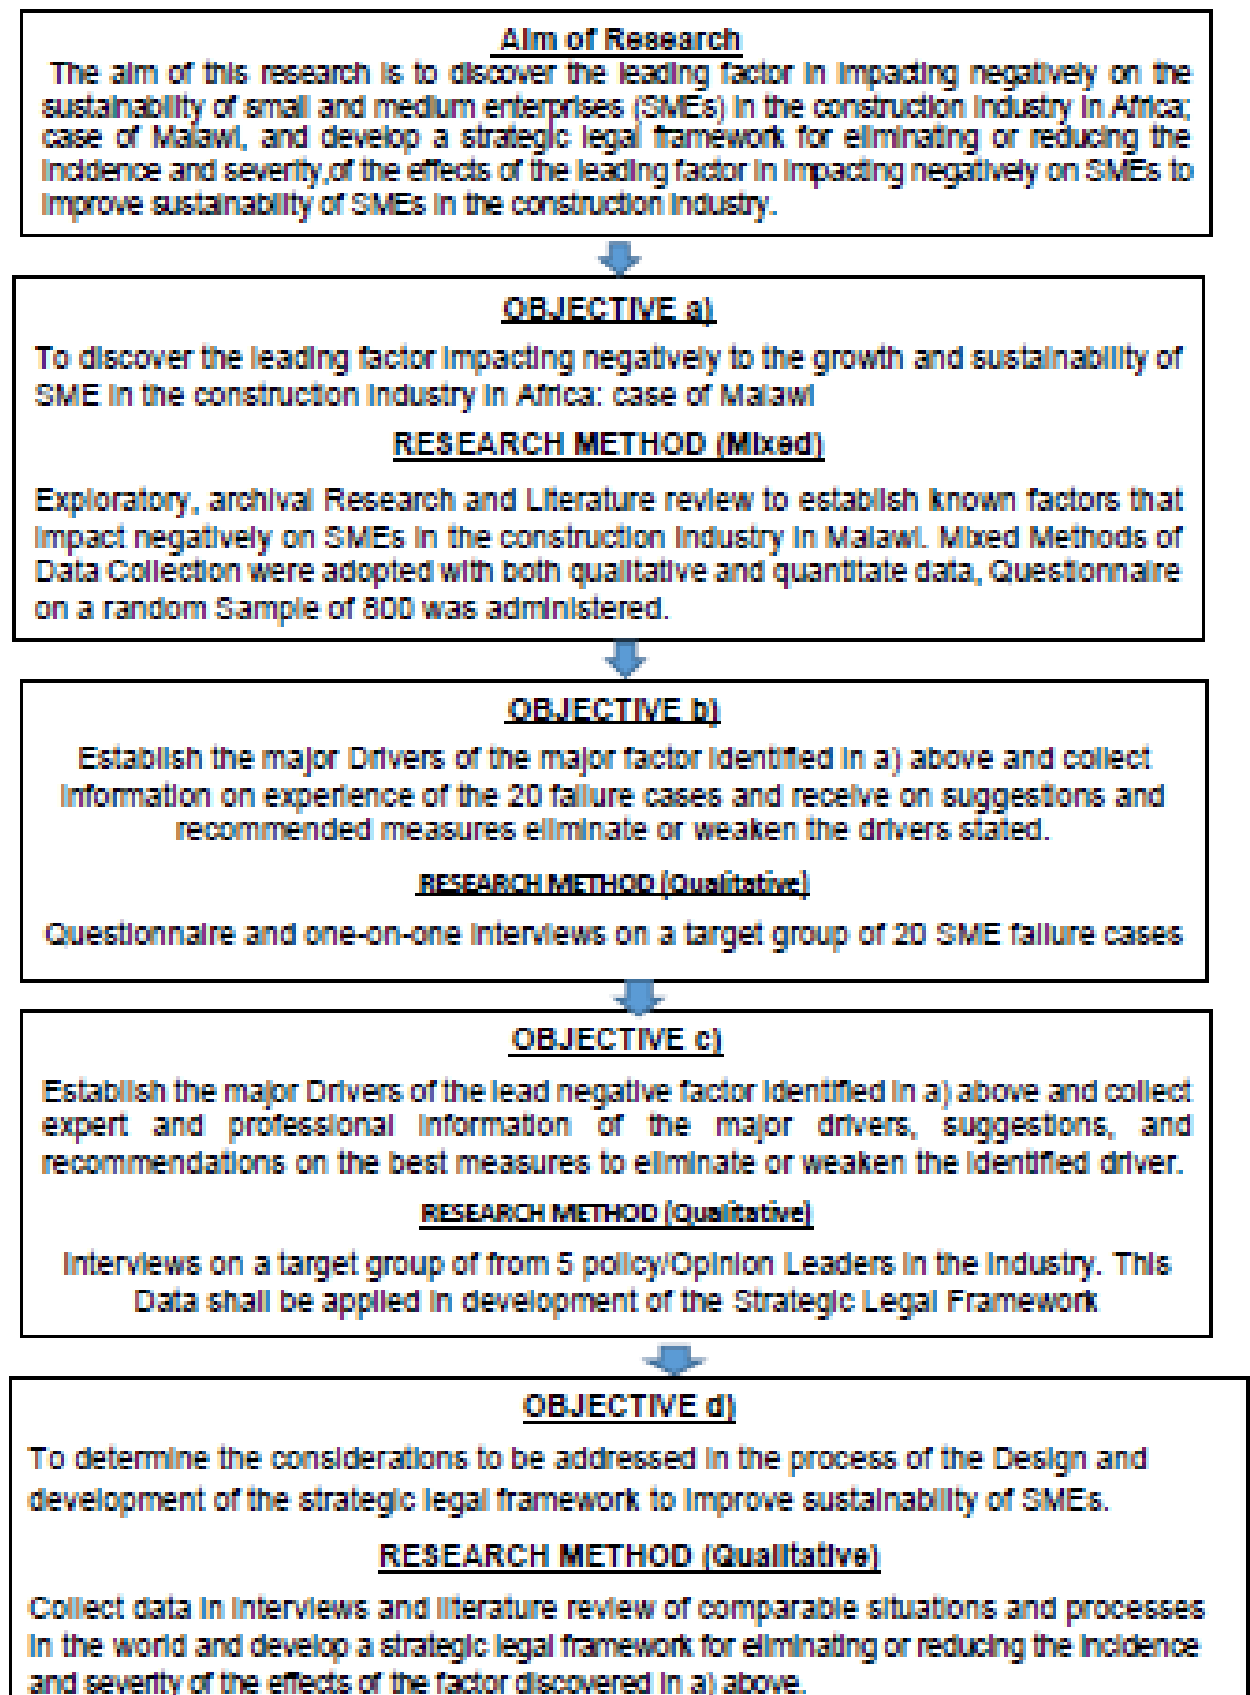 Aim of Research
The aim of this research is to discover the leading factor in impacting negatively on the
sustainability of small and medium enterprises (SMEs) in the construction industry in Africa;
case of Malawi, and develop a strategic legal framework for eliminating or reducing the
incidence and severity,of the effects of the leading factor in impacting negatively on SMEs to
improve sustainability of SMEs in the construction industry.
OBJECTIVE a)
To discover the leading factor impacting negatively to the growth and sustainability of
SME in the construction industry in Africa: case of Malawi
RESEARCH METHOD (Mixed)
Exploratory, archival Research and Literature review to establish known factors that
impact negatively on SMEs in the construction industry in Malawi. Mixed Methods of
Data Collection were adopted with both qualitative and quantitate data, Questionnaire
on a random Sample of 800 was administered.
OBJECTIVE b)
Establish the major Drivers of the major factor identified in a) above and collect
information on experience of the 20 failure cases and receive on suggestions and
recommended measures eliminate or weaken the drivers stated.
RESEARCH METHOD (Qualitative)
Questionnaire and one-on-one interviews on a target group of 20 SME failure cases
OBJECTIVE c)
Establish the major Drivers of the lead negative factor identified in a) above and collect
expert and professional information of the major drivers, suggestions, and
recommendations on the best measures to eliminate or weaken the identified driver.
RESEARCH METHOD (Qualitative)
Interviews on a target group of from 5 policy/Opinion Leaders in the industry. This
Data shall be applied in development of the Strategic Legal Framework
OBJECTIVE d)
To determine the considerations to be addressed in the process of the Design and
development of the strategic legal framework to improve sustainability of SMEs.
RESEARCH METHOD (Qualitative)
Collect data in interviews and literature review of comparable situations and processes
in the world and develop a strategic legal framework for eliminating or reducing the incidence
and severity of the effects of the factor discovered in a) above.